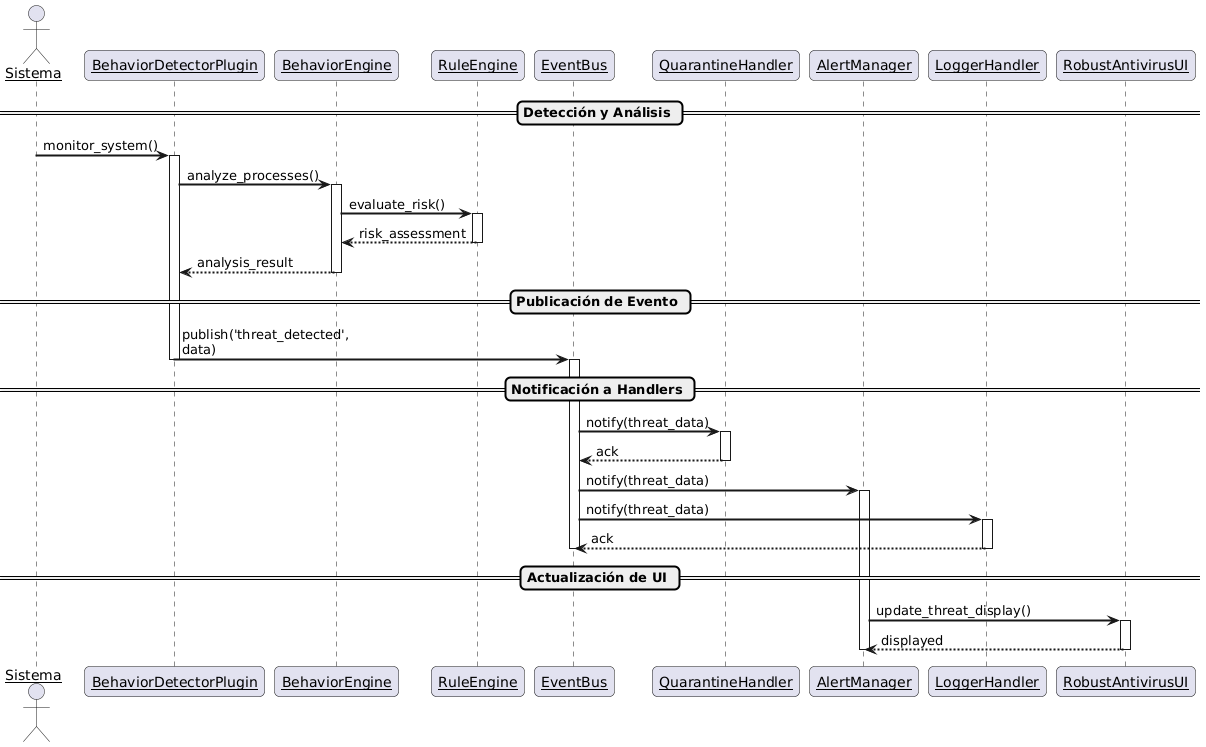 Sistema
BehaviorDetectorPlugin
BehaviorEngine
RuleEngine
EventBus
QuarantineHandler
AlertManager
LoggerHandler
RobustAntivirusUI
Detección y Análisis
monitor_system()
analyze_processes()
evaluate_risk()
risk_assessment
analysis_result
Publicación de Evento
publish('threat_detected',
data)
Notificación a Handlers
notify(threat_data)
ack
notify(threat_data)
notify(threat_data)
ack
Actualización de UI
update_threat_display()
displayed
Sistema
BehaviorDetectorPlugin
BehaviorEngine
RuleEngine
EventBus
QuarantineHandler
AlertManager
LoggerHandler
RobustAntivirusUI